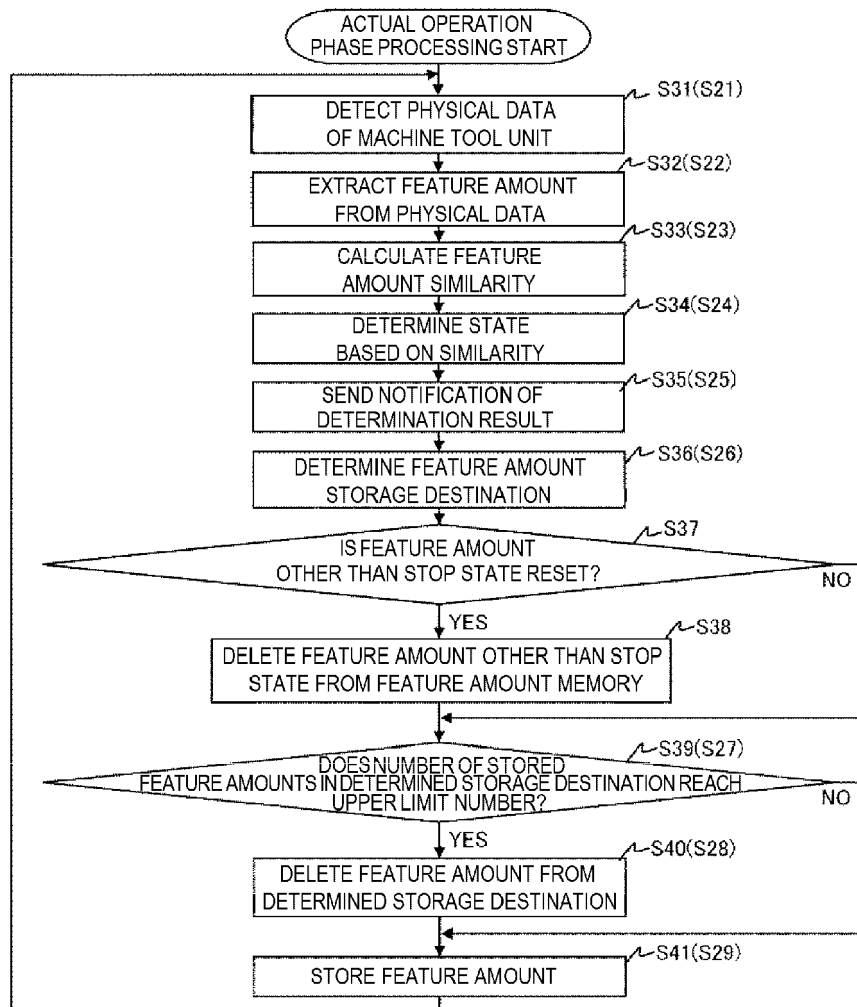 ACTUAL OPERATION
PHASE PROCESSING START
S31(S21)
DETECT PHYSICAL DATA
OF MACHINE TOOL UNIT
S32(S22)
EXTRACT FEATURE AMOUNT
FROM PHYSICAL DATA
S33(S23)
CALCULATE FEATURE
AMOUNT SIMILARITY
S34(S24)
DETERMINE STATE
BASED ON SIMILARITY
S35(S25)
SEND NOTIFICATION OF
DETERMINATION RESULT
S36(S26)
DETERMINE FEATURE AMOUNT
STORAGE DESTINATION
S37
IS FEATURE AMOUNT
OTHER THAN STOP STATE RESET?
NO
YES
S38
DELETE FEATURE AMOUNT OTHER THAN STOP
STATE FROM FEATURE AMOUNT MEMORY
S39(S27)
DOES NUMBER OF STORED
FEATURE AMOUNTS IN DETERMINED STORAGE DESTINATION REACH
UPPER LIMIT NUMBER?
NO
YES
S40(S28)
DELETE FEATURE AMOUNT FROM
DETERMINED STORAGE DESTINATION
S41(S29)
STORE FEATURE AMOUNT